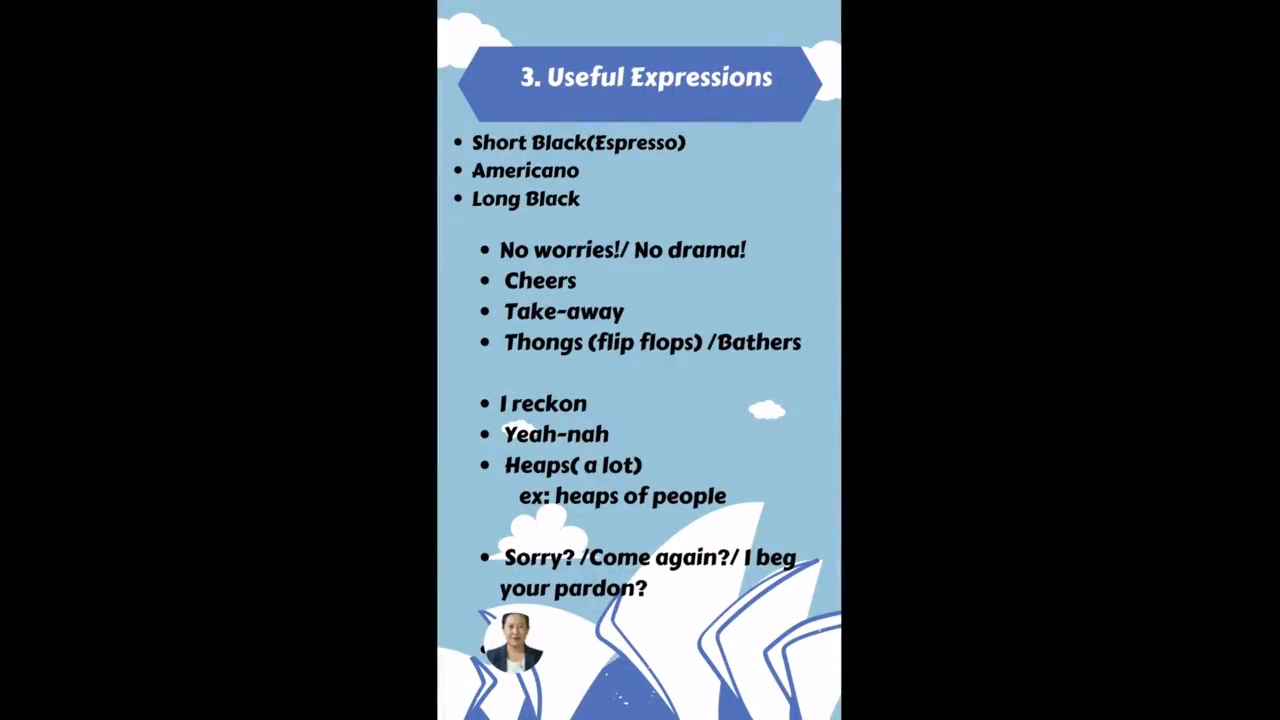 3. Useful Expressions
• Short Black(Espresso)
• Americano
• Long Black
• No worries!/ No drama!
• Cheers
• Take-away
• Thongs (flip flops) /Bathers
• I reckon
• Yeah-nah
• Heaps( a lot)
ex: heaps of people
• Sorry? /Come again?/ I beg
your pardon?